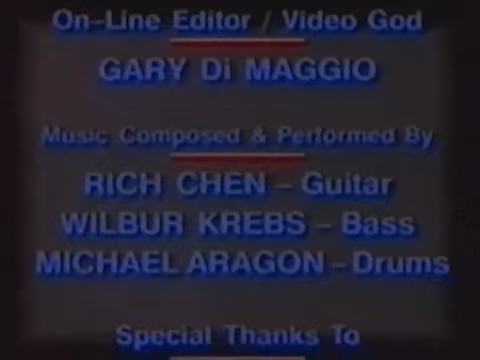 On-Line Editor / Video God
GARY Di MAGGIO
Music Composed & Performed By
RICH CHEN – Guitar
WILBUR KREBS – Bass
MICHAEL ARAGON – Drums
Special Thanks To